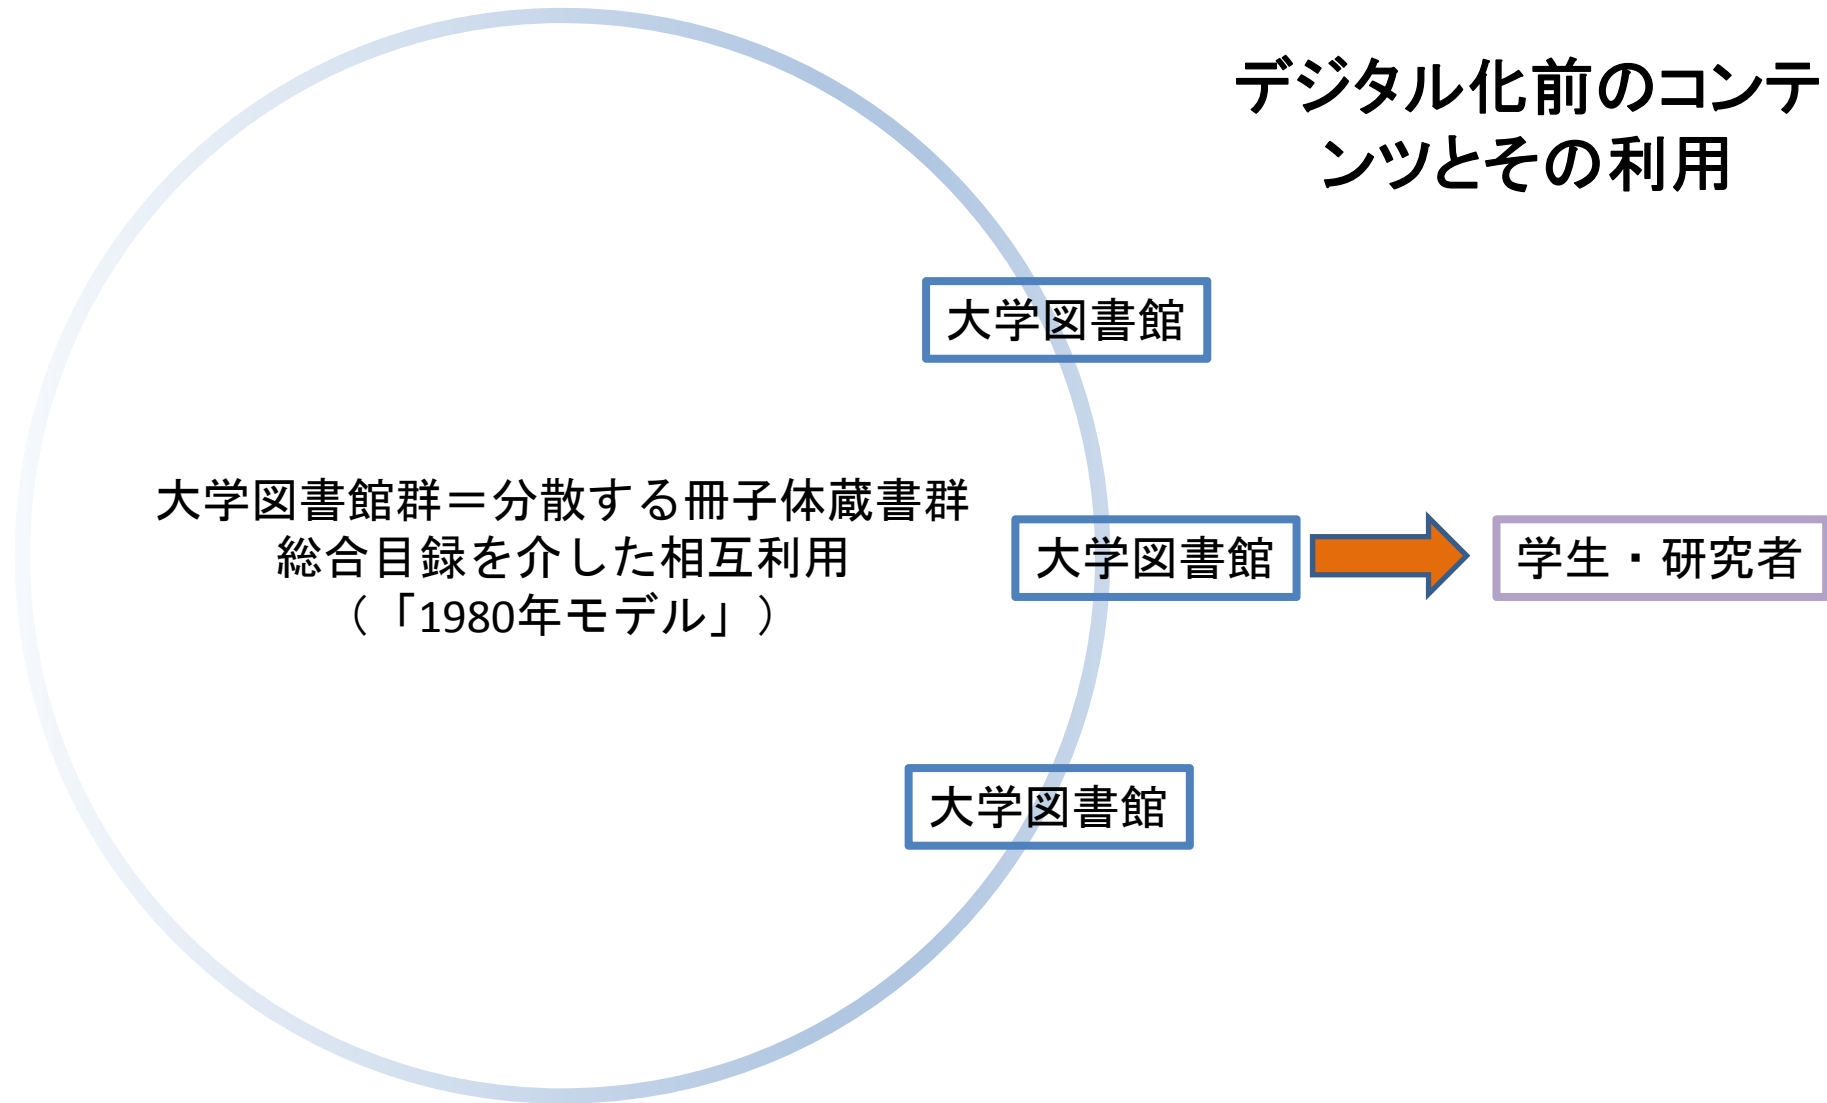 デジタル化前のコンテ
ンツとその利用
大学図書館
大学図書館群＝分散する冊子体蔵書群
総合目録を介した相互利用
（「1980年モデル」）
大学図書館
学生・研究者
大学図書館